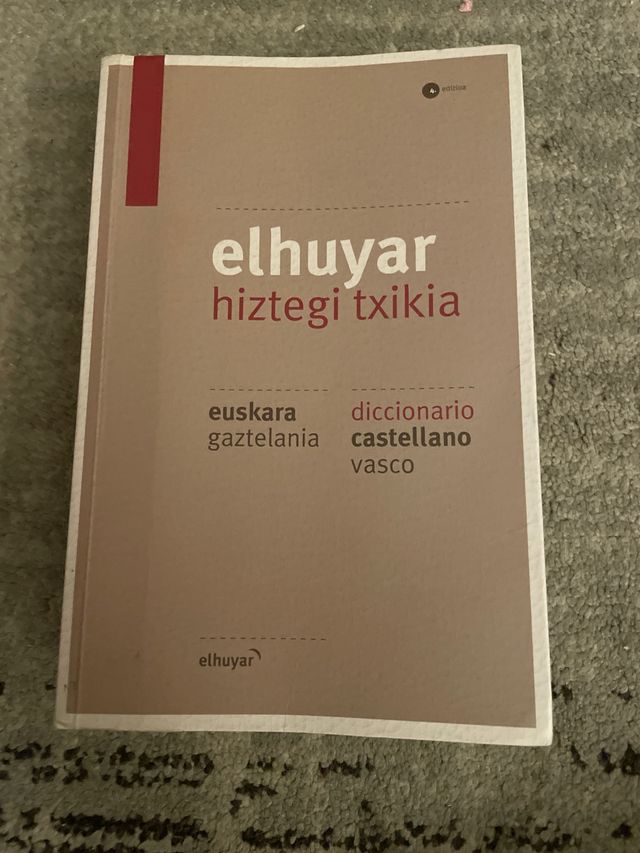 4. edizioa
elhuyar
hiztegi txikia
euskara
gaztelania
diccionario
castellano
vasco
elhuyar